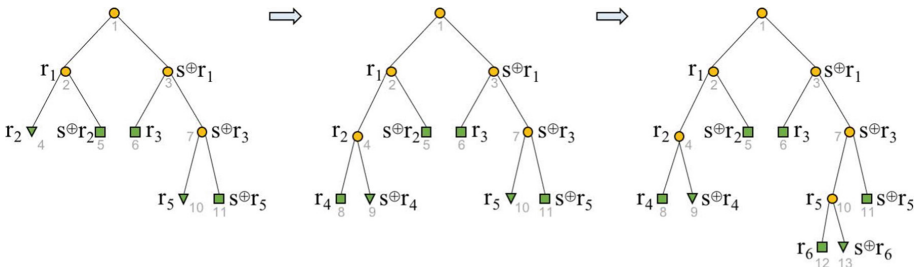 1 1 1
r₁ 2 3 s⊕r₁ r₁ 2 3 s⊕r₁ r₁ 2 3 s⊕r₁
r₂ 4 s⊕r₂ 5 6 r₃ 7 s⊕r₃ r₂ 4 s⊕r₂ 5 6 r₃ 7 s⊕r₃ r₂ 4 s⊕r₂ 5 6 r₃ 7 s⊕r₃
r₅ 10 11 s⊕r₅ r₄ 8 9 s⊕r₄ r₅ 10 11 s⊕r₅ r₄ 8 9 s⊕r₄ r₅ 10 11 s⊕r₅
r₆ 12 13 s⊕r₆